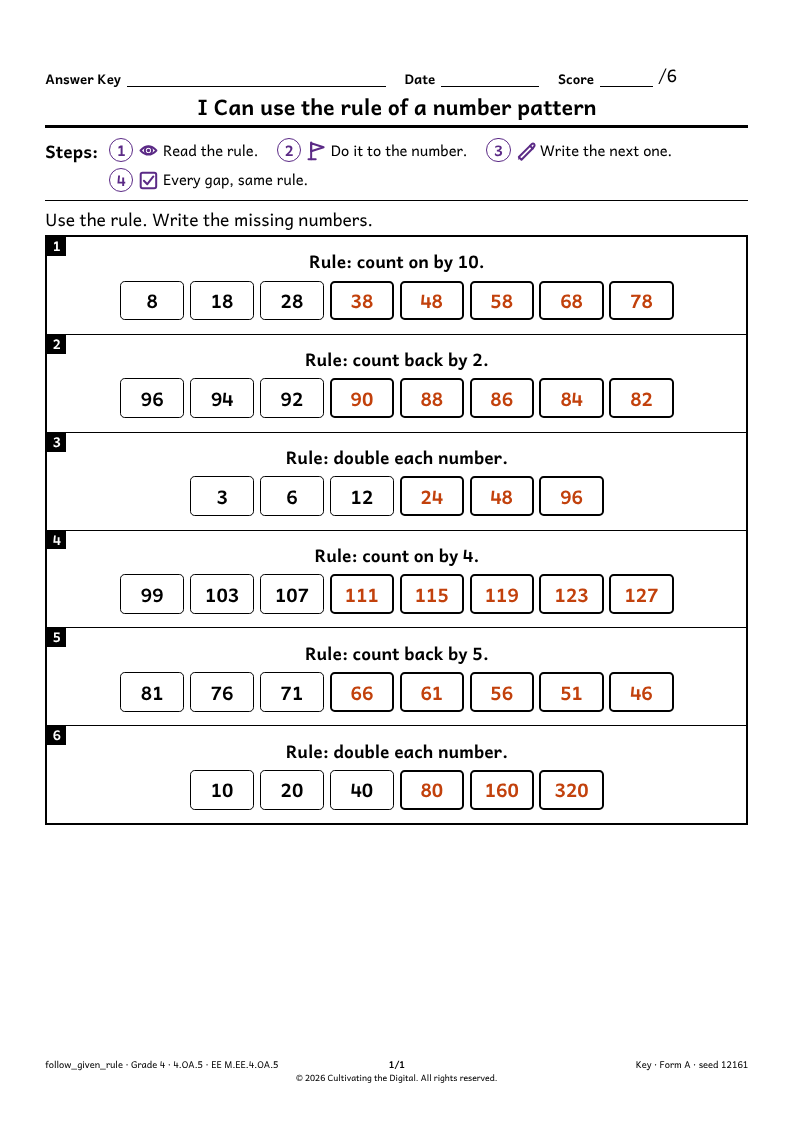 Answer Key Date Score /6
I Can use the rule of a number pattern
Steps: 1 Read the rule. 2 Do it to the number. 3 Write the next one.
4 Every gap, same rule.
Use the rule. Write the missing numbers.
1
Rule: count on by 10.
8 18 28 38 48 58 68 78
2
Rule: count back by 2.
96 94 92 90 88 86 84 82
3
Rule: double each number.
3 6 12 24 48 96
4
Rule: count on by 4.
99 103 107 111 115 119 123 127
5
Rule: count back by 5.
81 76 71 66 61 56 51 46
6
Rule: double each number.
10 20 40 80 160 320
follow_given_rule · Grade 4 · 4.OA.5 · EE M.EE.4.OA.5 1/1 Key · Form A · seed 12161
© 2026 Cultivating the Digital. All rights reserved.